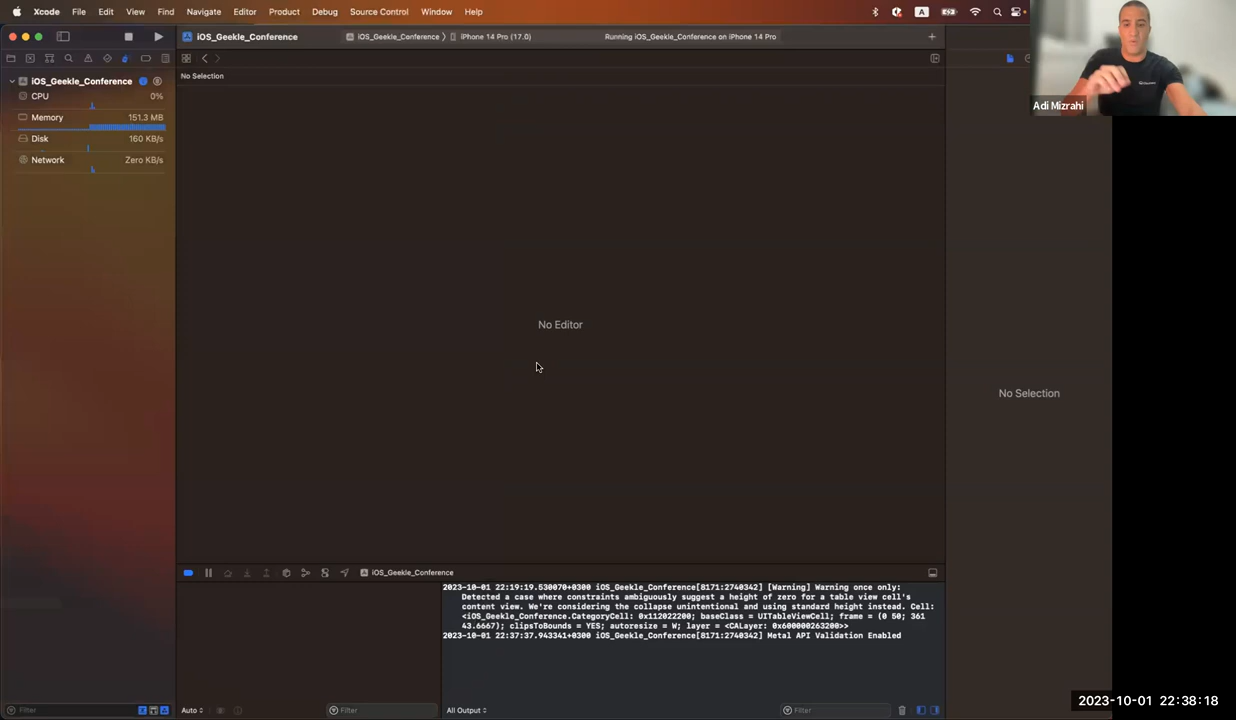 Xcode File Edit View Find Navigate Editor Product Debug Source Control Window Help A
iOS_Geekle_Conference iOS_Geekle_Conference iPhone 14 Pro (17.0) Running iOS_Geekle_Conference on iPhone 14 Pro
No Selection
iOS_Geekle_Conference
CPU 0%
Memory 151.3 MB
Disk 160 KB/s
Network Zero KB/s
Adi Mizrahi
No Editor
No Selection
iOS_Geekle_Conference
2023-10-01 22:19:19.530070+0300 iOS_Geekle_Conference[8171:2740342] [Warning] Warning once only:
Detected a case where constraints ambiguously suggest a height of zero for a table view cell's
content view. We're considering the collapse unintentional and using standard height instead. Cell:
<iOS_Geekle_Conference.CategoryCell: 0x112022200; baseClass = UITableViewCell; frame = (0 50; 361
43.6667); clipsToBounds = YES; autoresize = W; layer = <CALayer: 0x600000263200>>
2023-10-01 22:37:37.943341+0300 iOS_Geekle_Conference[8171:2740342] Metal API Validation Enabled
Filter Auto Filter All Output Filter
2023-10-01 22:38:18